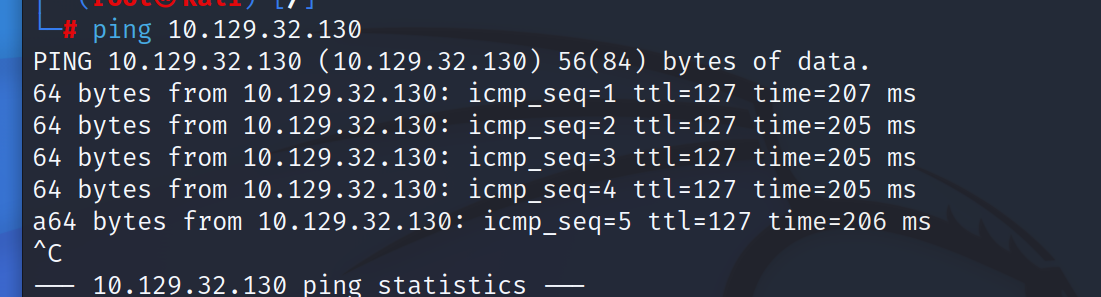 (root㉿kali) [/]
└─# ping 10.129.32.130
PING 10.129.32.130 (10.129.32.130) 56(84) bytes of data.
64 bytes from 10.129.32.130: icmp_seq=1 ttl=127 time=207 ms
64 bytes from 10.129.32.130: icmp_seq=2 ttl=127 time=205 ms
64 bytes from 10.129.32.130: icmp_seq=3 ttl=127 time=205 ms
64 bytes from 10.129.32.130: icmp_seq=4 ttl=127 time=205 ms
a64 bytes from 10.129.32.130: icmp_seq=5 ttl=127 time=206 ms
^C
--- 10.129.32.130 ping statistics ---